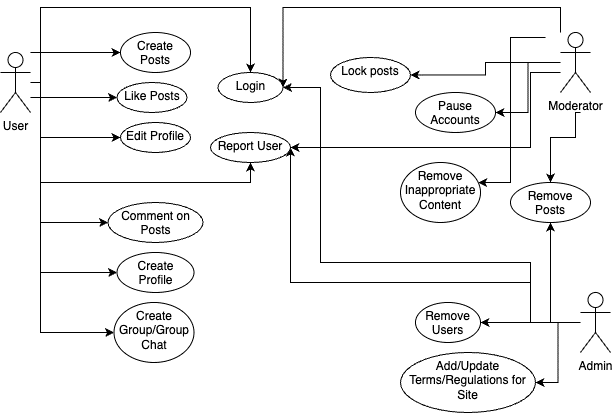 Create
Posts
Like Posts
User
Edit Profile
Login
Lock posts
Moderator
Pause
Accounts
Report User
Remove
Inappropriate
Content
Remove
Posts
Comment on
Posts
Create
Profile
Create
Group/Group
Chat
Remove
Users
Admin
Add/Update
Terms/Regulations for
Site